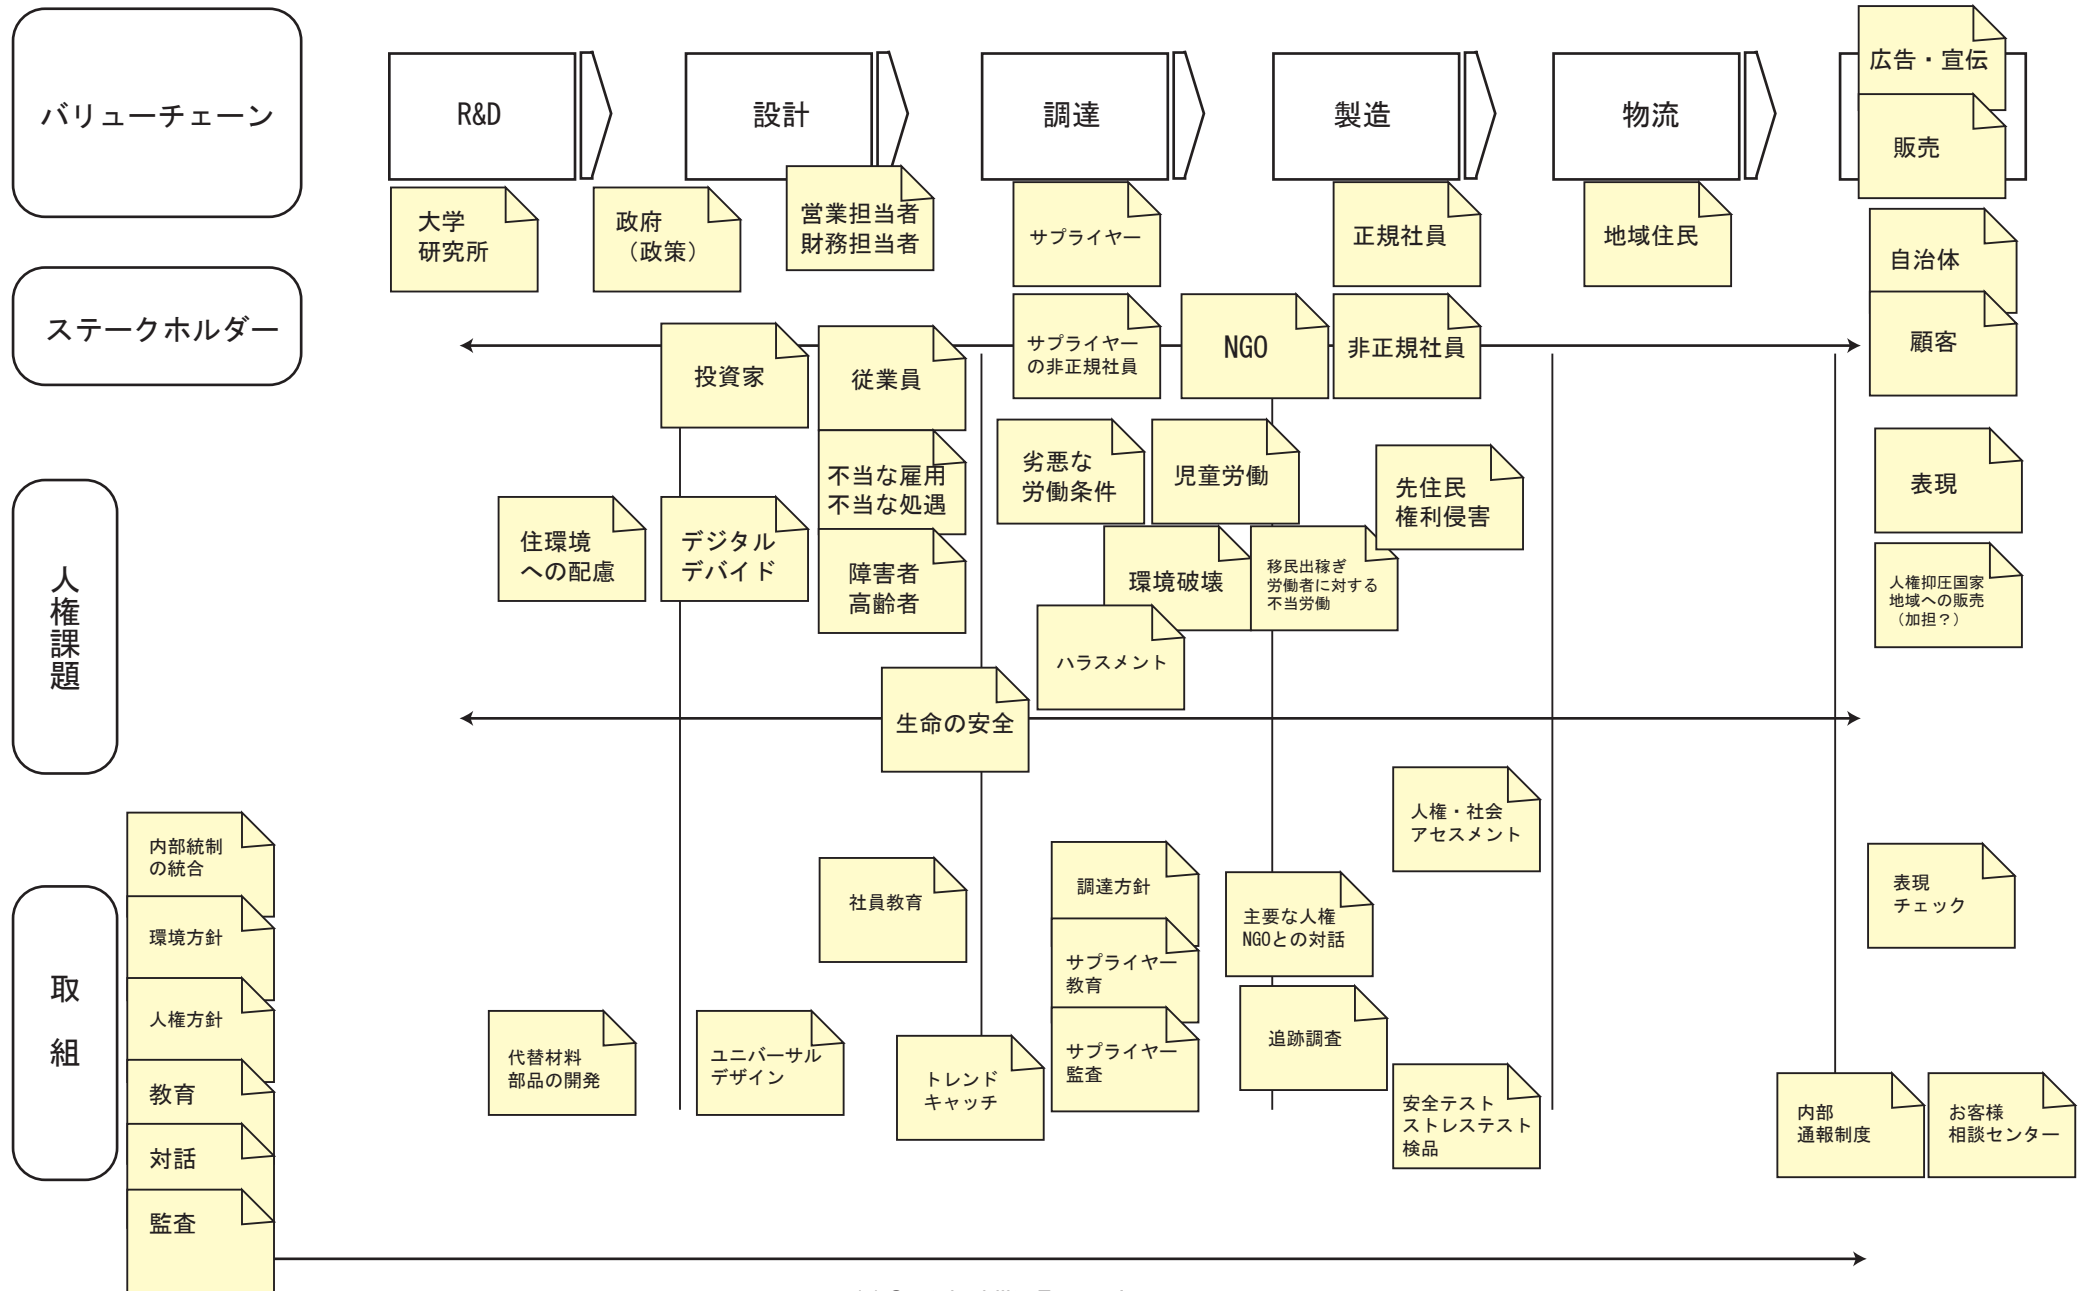 バリューチェーン
R&D
設計
調達
製造
物流
広告・宣伝
販売
大学
研究所
政府
（政策）
営業担当者
財務担当者
サプライヤー
正規社員
地域住民
自治体
ステークホルダー
投資家
従業員
サプライヤー
の非正規社員
NGO
非正規社員
顧客
人権課題
住環境
への配慮
デジタル
デバイド
不当な雇用
不当な処遇
障害者
高齢者
劣悪な
労働条件
児童労働
先住民
権利侵害
環境破壊
移民出稼ぎ
労働者に対する
不当労働
ハラスメント
生命の安全
表現
人権抑圧国家
地域への販売
（加担？）
取組
内部統制
の統合
環境方針
人権方針
教育
対話
監査
代替材料
部品の開発
ユニバーサル
デザイン
社員教育
トレンド
キャッチ
調達方針
サプライヤー
教育
サプライヤー
監査
主要な人権
NGOとの対話
追跡調査
人権・社会
アセスメント
安全テスト
ストレステスト
検品
表現
チェック
内部
通報制度
お客様
相談センター